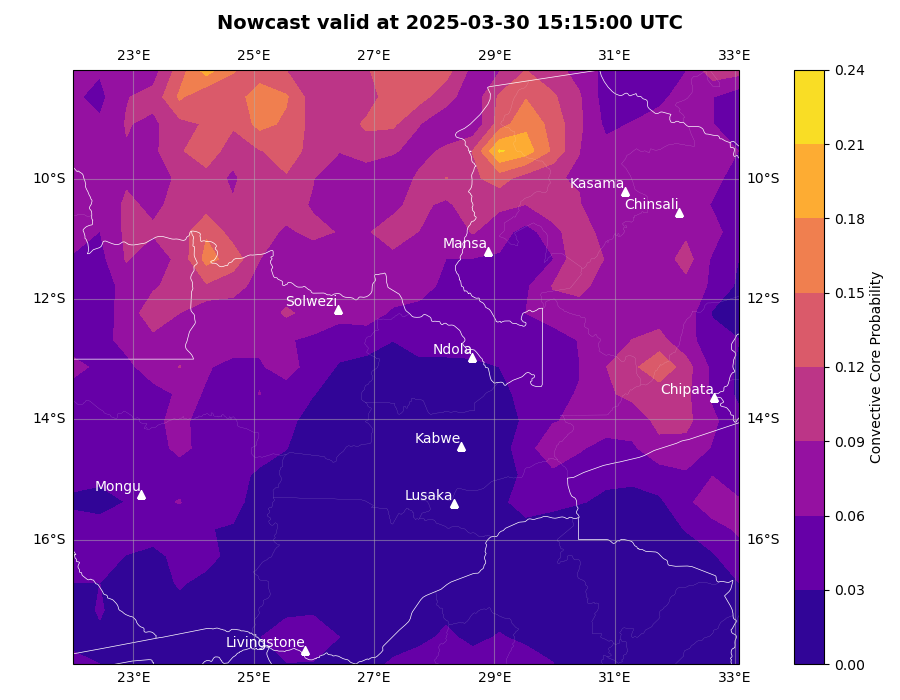 Nowcast valid at 2025-03-30 15:15:00 UTC
23°E 25°E 27°E 29°E 31°E 33°E
0.24
0.21
0.18
0.15
0.12
0.09
0.06
0.03
0.00
Convective Core Probability
10°S 10°S
12°S 12°S
14°S 14°S
16°S 16°S
Kasama
Chinsali
Mansa
Solwezi
Ndola
Chipata
Kabwe
Mongu
Lusaka
Livingstone
23°E 25°E 27°E 29°E 31°E 33°E